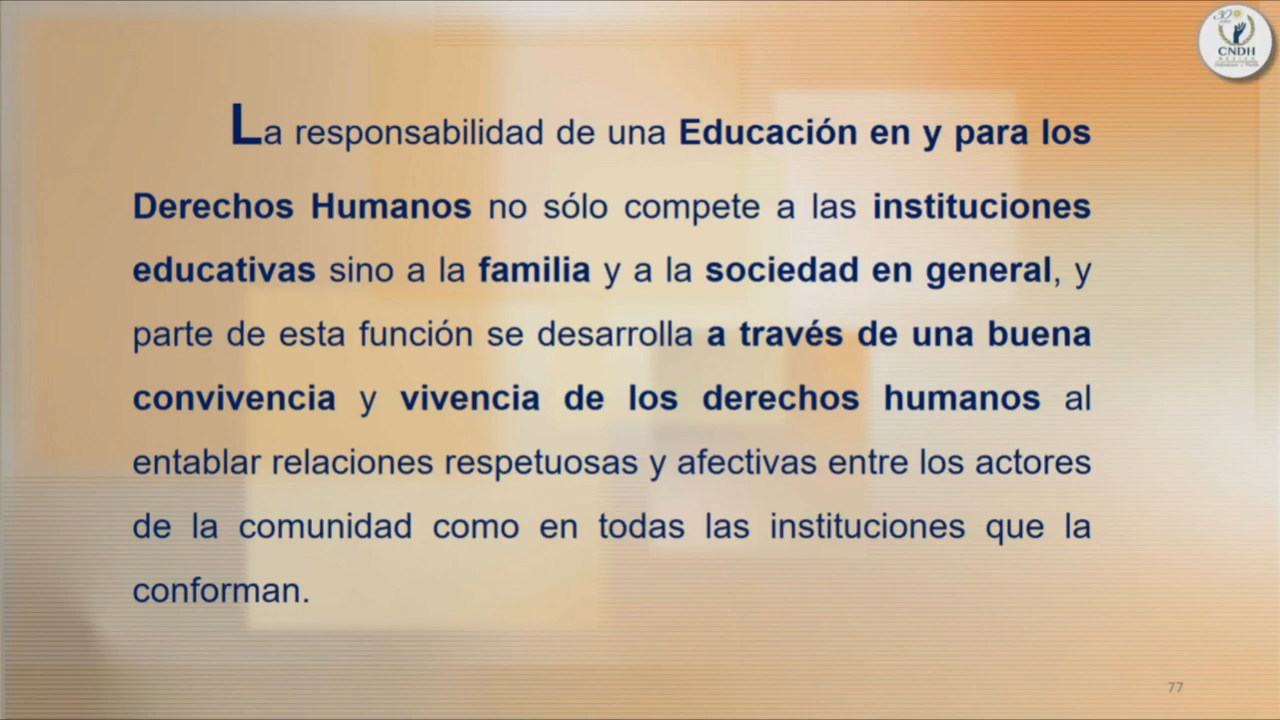 La responsabilidad de una Educación en y para los
Derechos Humanos no sólo compete a las instituciones
educativas sino a la familia y a la sociedad en general, y
parte de esta función se desarrolla a través de una buena
convivencia y vivencia de los derechos humanos al
entablar relaciones respetuosas y afectivas entre los actores
de la comunidad como en todas las instituciones que la
conforman.
CNDH
MÉXICO
77